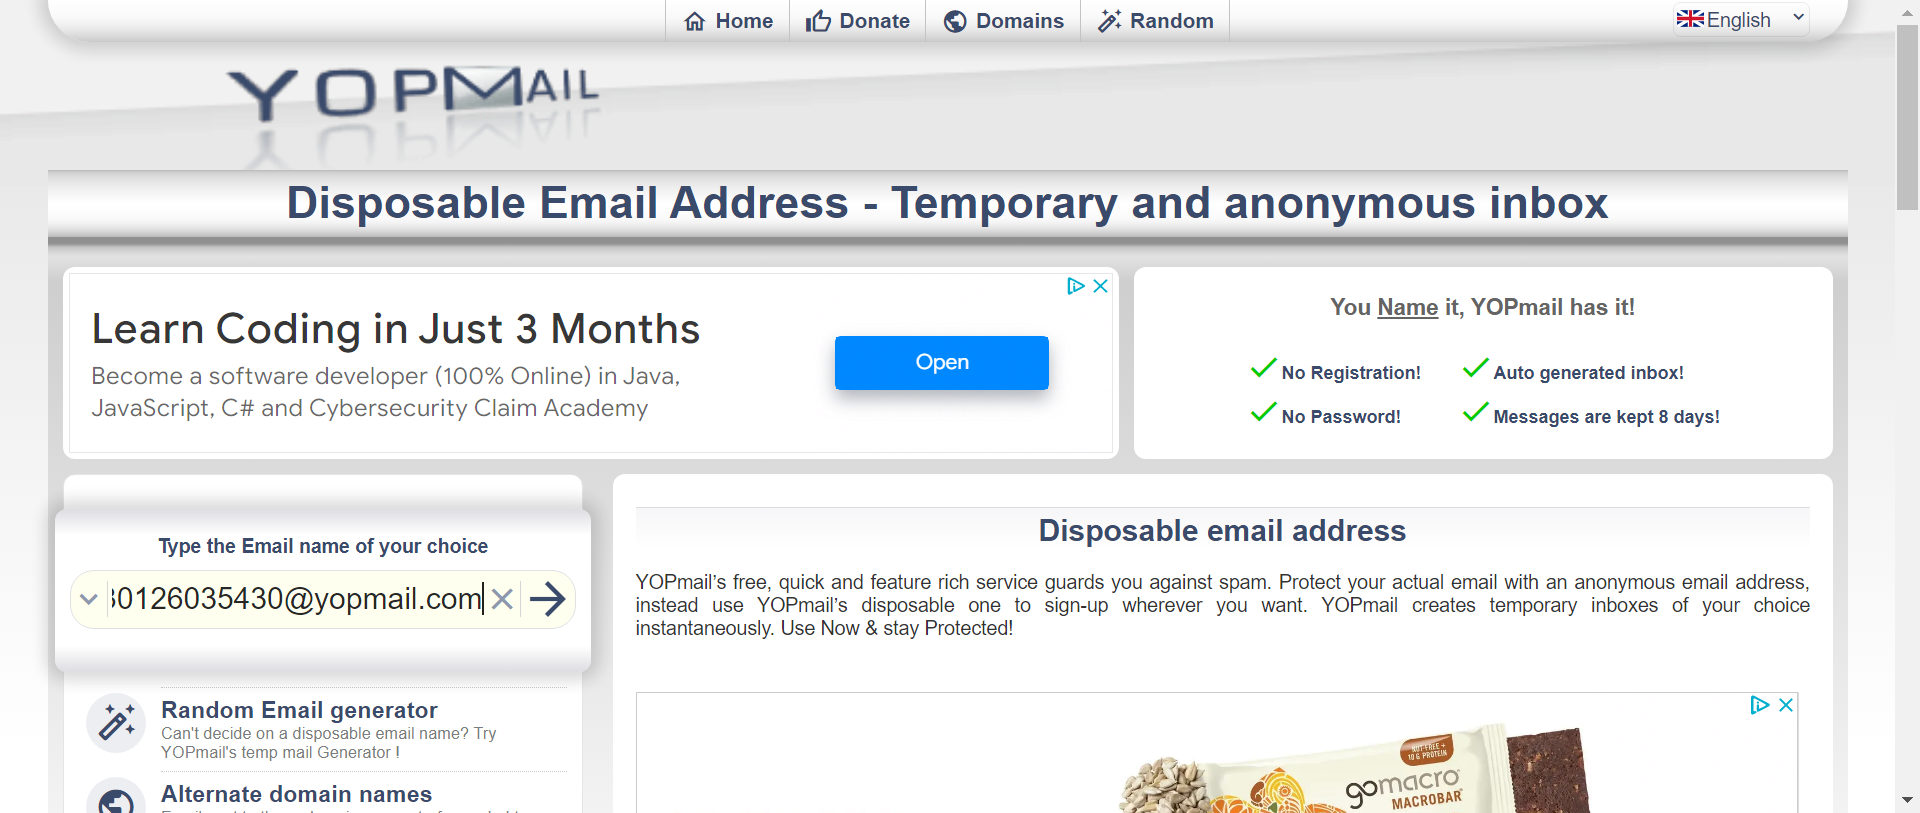 Home
Donate
Domains
Random
English
YOPMAIL
Disposable Email Address - Temporary and anonymous inbox
Learn Coding in Just 3 Months
Become a software developer (100% Online) in Java,
JavaScript, C# and Cybersecurity Claim Academy
Open
You Name it, YOPmail has it!
No Registration!
Auto generated inbox!
No Password!
Messages are kept 8 days!
Type the Email name of your choice
0126035430@yopmail.com
Disposable email address
YOPmail’s free, quick and feature rich service guards you against spam. Protect your actual email with an anonymous email address,
instead use YOPmail’s disposable one to sign-up wherever you want. YOPmail creates temporary inboxes of your choice
instantaneously. Use Now & stay Protected!
Random Email generator
Can't decide on a disposable email name? Try
YOPmail's temp mail Generator !
Alternate domain names
NUT-FREE +
10 G PROTEIN
gomacro
MACROBAR